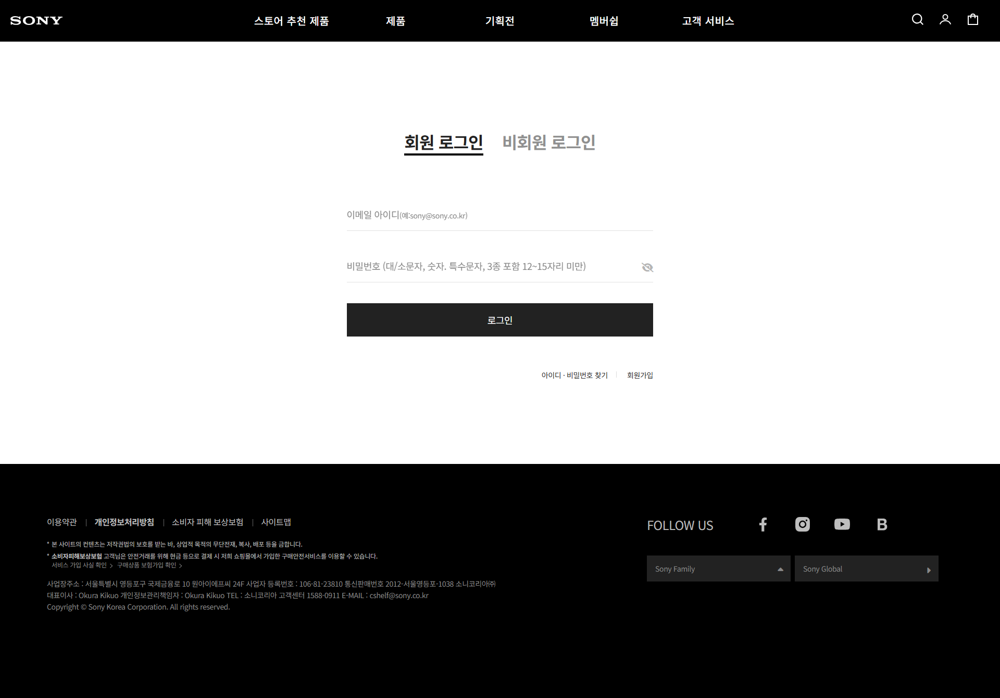 SONY
스토어 추천 제품
제품
기획전
멤버쉽
고객 서비스
회원 로그인
비회원 로그인
이메일 아이디(예:sony@sony.co.kr)
비밀번호 (대/소문자, 숫자. 특수문자, 3종 포함 12~15자리 미만)
로그인
아이디 · 비밀번호 찾기
회원가입
이용약관
개인정보처리방침
소비자 피해 보상보험
사이트맵
* 본 사이트의 컨텐츠는 저작권법의 보호를 받는 바, 상업적 목적의 무단전재, 복사, 배포 등을 금합니다.
* 소비자피해보상보험 고객님은 안전거래를 위해 현금 등으로 결제 시 저희 쇼핑몰에서 가입한 구매안전서비스를 이용할 수 있습니다.
서비스 가입 사실 확인 > 구매상품 보험가입 확인 >
사업장주소 : 서울특별시 영등포구 국제금융로 10 원아이에프씨 24F 사업자 등록번호 : 106-81-23810 통신판매번호 2012-서울영등포-1038 소니코리아㈜
대표이사 : Okura Kikuo 개인정보관리책임자 : Okura Kikuo TEL : 소니코리아 고객센터 1588-0911 E-MAIL : cshelf@sony.co.kr
Copyright © Sony Korea Corporation. All rights reserved.
FOLLOW US
B
Sony Family
Sony Global